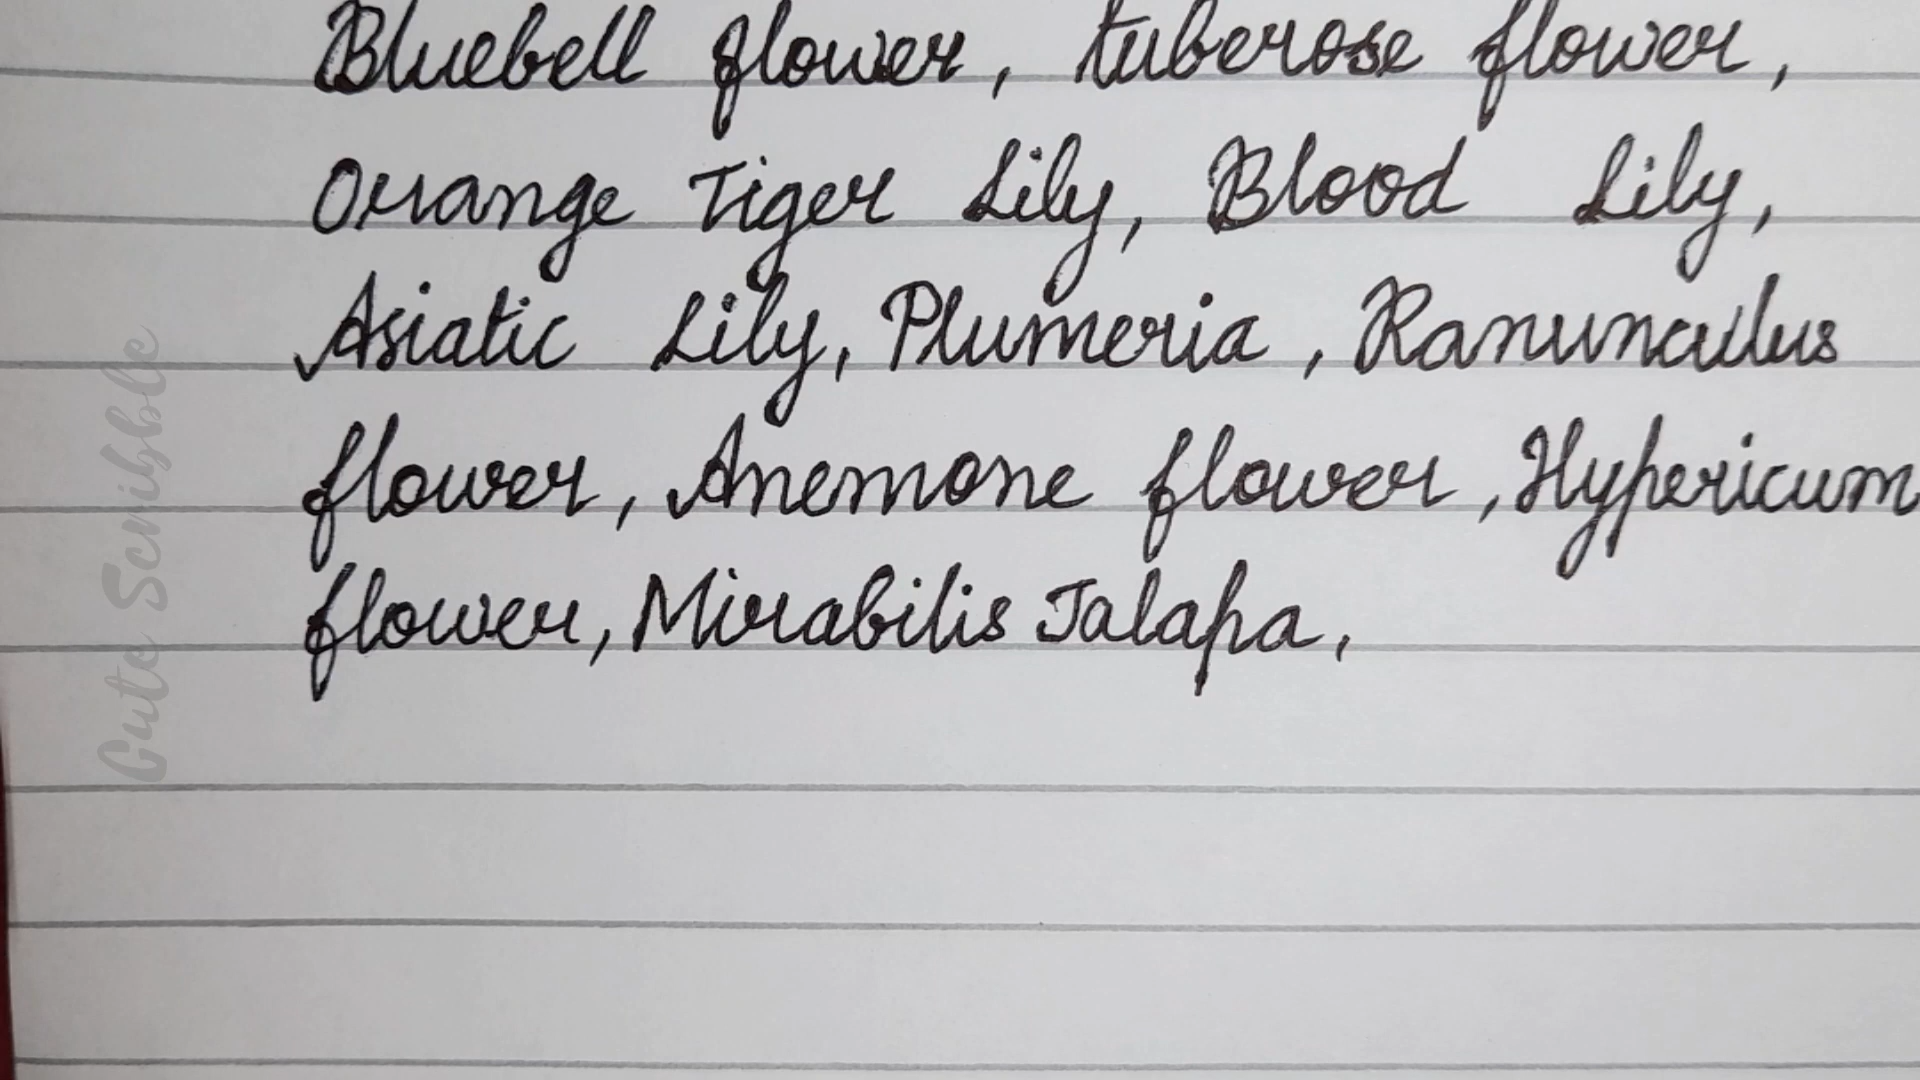 Bluebell flower, tuberose flower,
Orange Tiger Lily, Blood Lily,
Asiatic Lily, Plumeria, Ranunculus
flower, Anemone flower, Hypericum
flower, Mirabilis Jalapa,
Cute Scribble